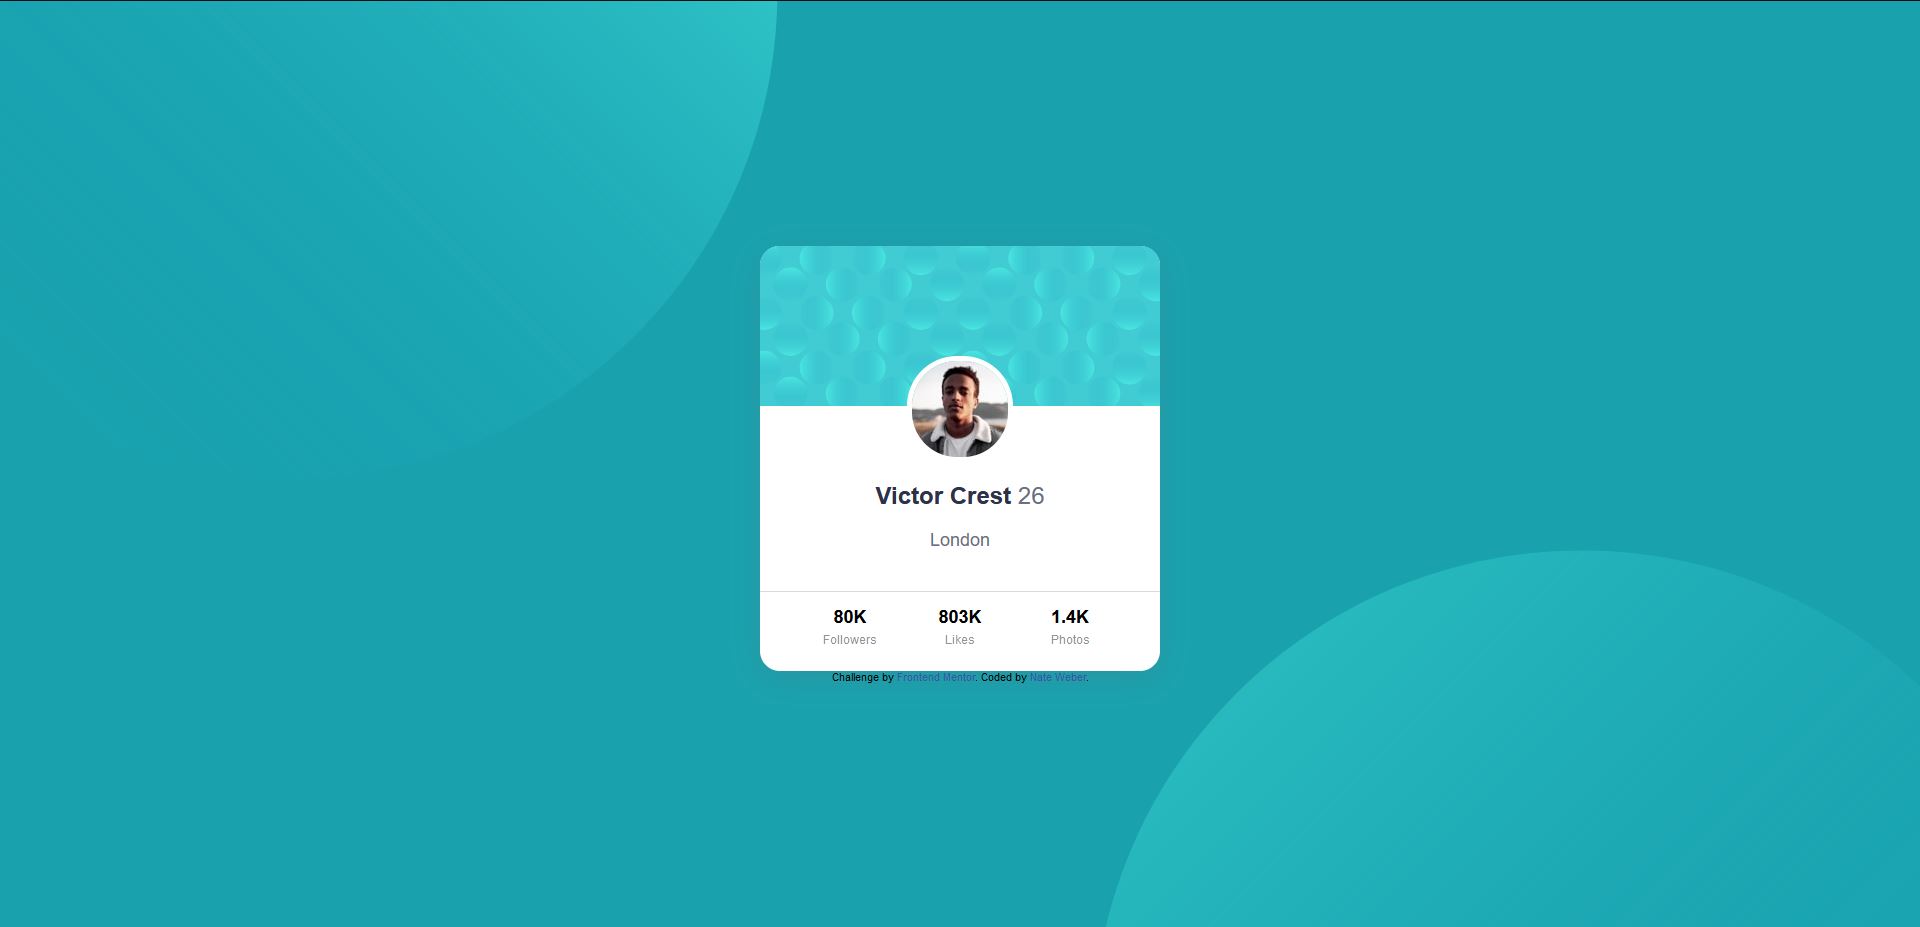 Victor Crest 26
London
80K 803K 1.4K
Followers Likes Photos
Challenge by Frontend Mentor. Coded by Nate Weber.